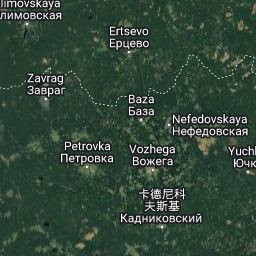 limovskaya
лимовская
Ertsevo
Ерцево
Zavrag
Завраг
Baza
База
Nefedovskaya
Нефедовская
Petrovka
Петровка
Vozhega
Вожега
Yuchk
Ючк
卡德尼科
夫斯基
Кадниковский